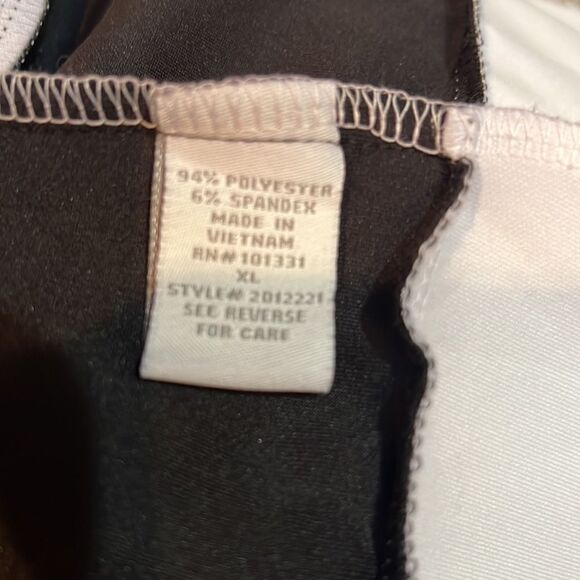 94% POLYESTER
6% SPANDEX
MADE IN
VIETNAM
RN# 101331
XL
STYLE# 2012221
SEE REVERSE
FOR CARE